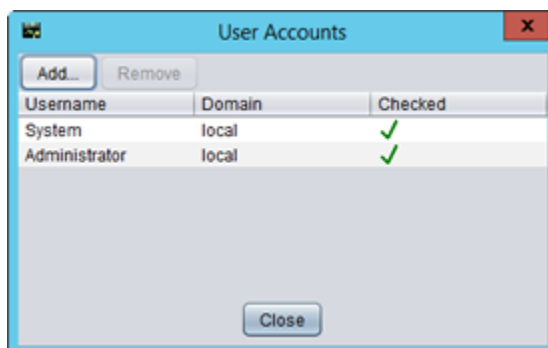 User Accounts
x
Add... Remove
Username Domain Checked
System local
Administrator local
Close